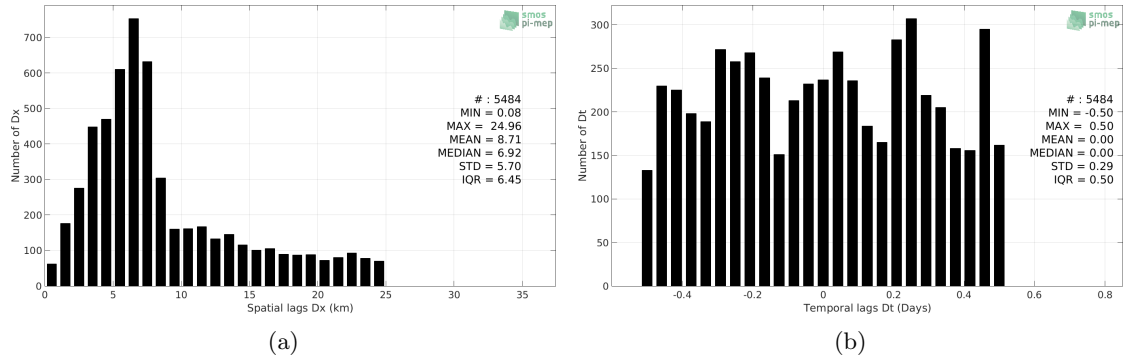 smos
pi-mep
Number of Dx
700
600
500
400
300
200
100
0
# : 5484
MIN = 0.08
MAX = 24.96
MEAN = 8.71
MEDIAN = 6.92
STD = 5.70
IQR = 6.45
0 5 10 15 20 25 30 35
Spatial lags Dx (km)
(a)
smos
pi-mep
Number of Dt
300
250
200
150
100
50
0
# : 5484
MIN = -0.50
MAX = 0.50
MEAN = 0.00
MEDIAN = 0.00
STD = 0.29
IQR = 0.50
-0.4 -0.2 0 0.2 0.4 0.6 0.8
Temporal lags Dt (Days)
(b)